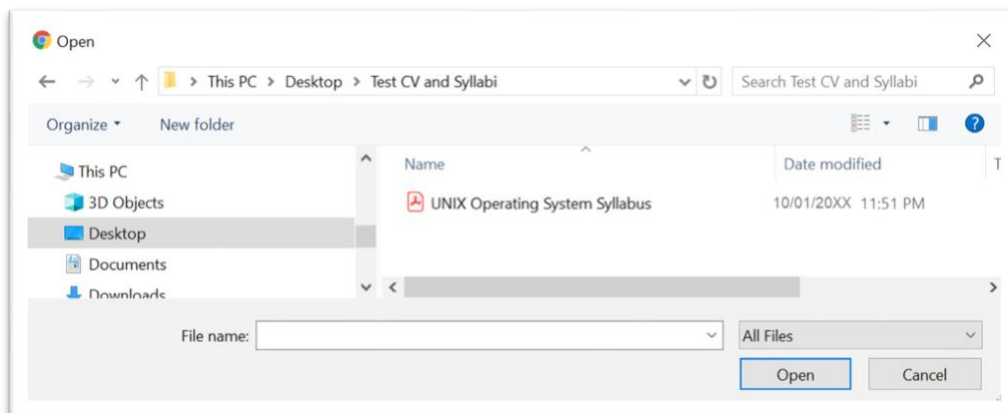 Open
This PC > Desktop > Test CV and Syllabi
Search Test CV and Syllabi
Organize
New folder
?
This PC
3D Objects
Desktop
Documents
Downloads
Name
Date modified
T
UNIX Operating System Syllabus
10/01/20XX 11:51 PM
File name:
All Files
Open
Cancel